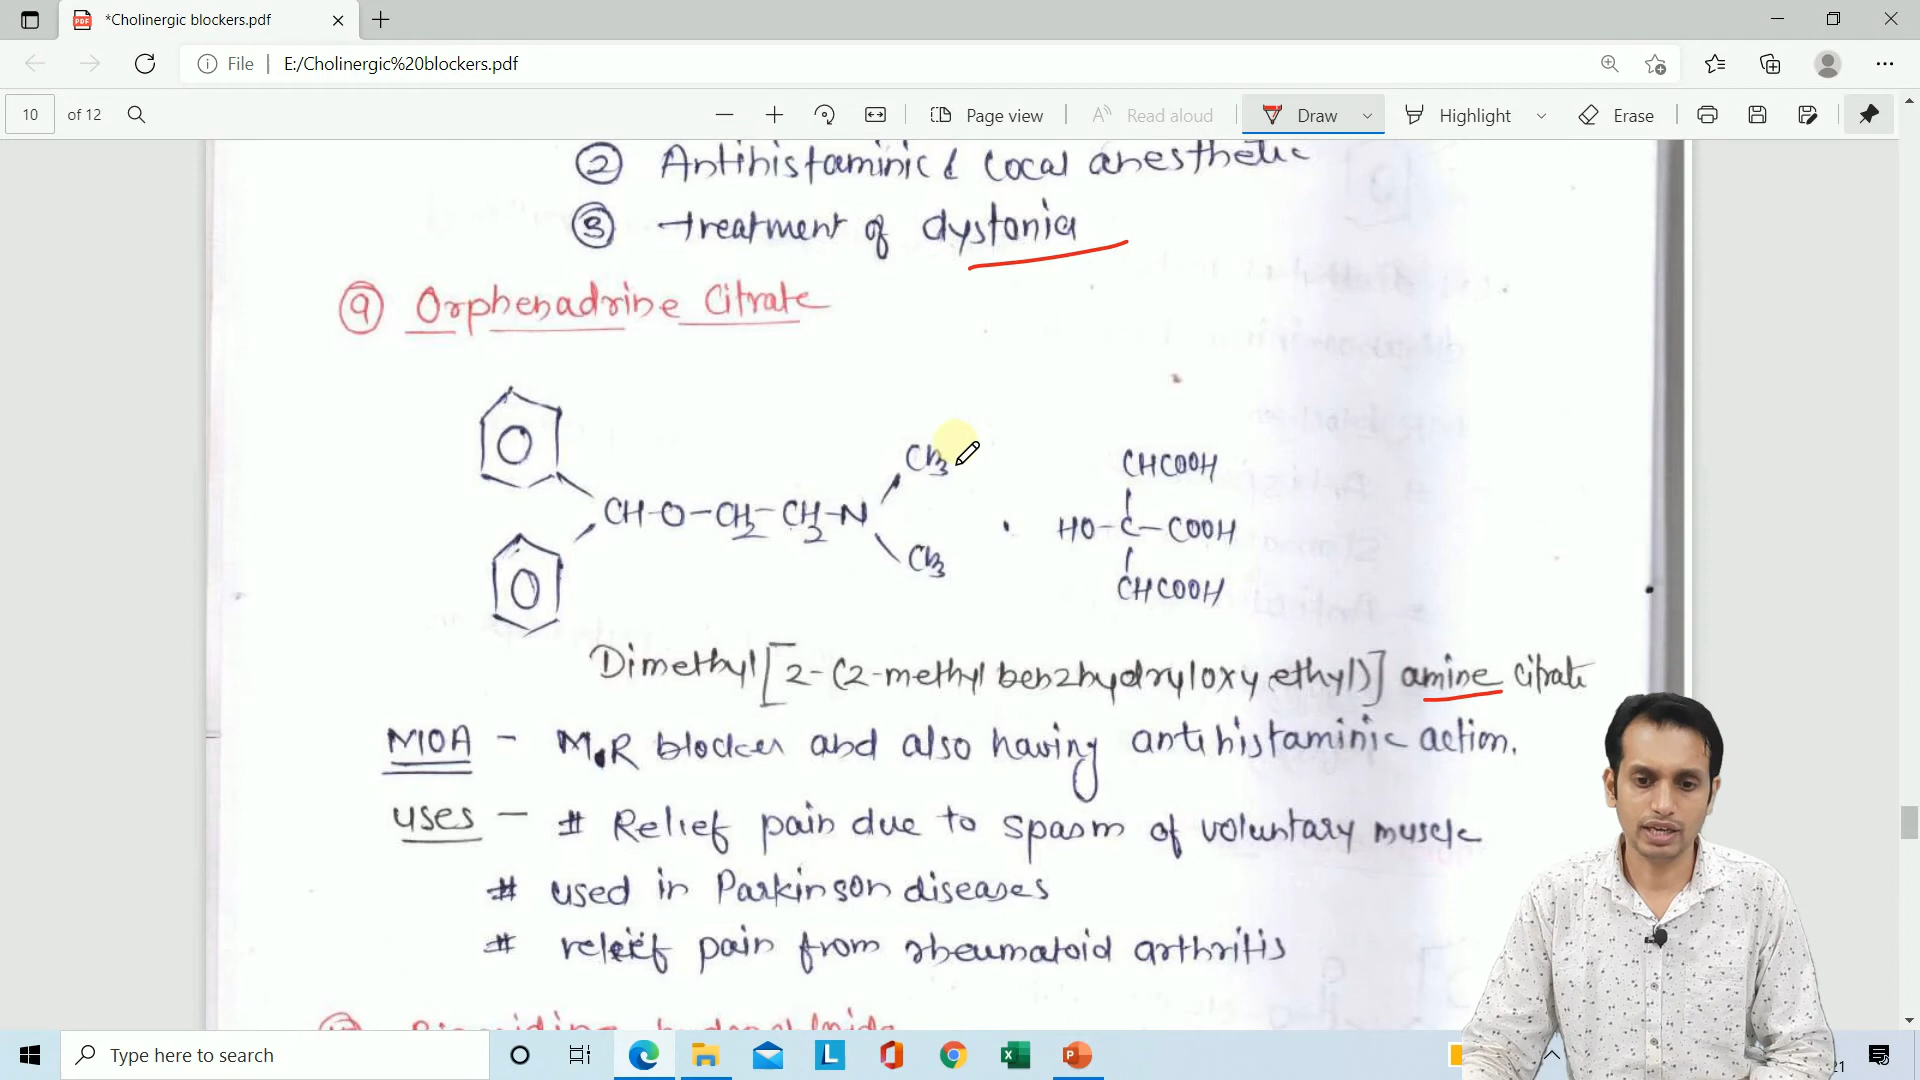 *Cholinergic blockers.pdf
File | E:/Cholinergic%20blockers.pdf
10 of 12 Page view Read aloud Draw Highlight Erase
② Antihistaminic & Local anesthetic
③ treatment of dystonia
⑨ Orphenadrine Citrate
CH3
CHCOOH
CH-O-CH2-CH2-N
HO-C-COOH
CH3
CHCOOH
Dimethyl [2-(2-methyl benzhydryloxy ethyl)] amine citrate
MOA - M.R blocker and also having antihistaminic action.
uses - # Relief pain due to spasm of voluntary muscle
# used in Parkinson diseases
# releif pain from rheumatoid arthritis
Type here to search
21